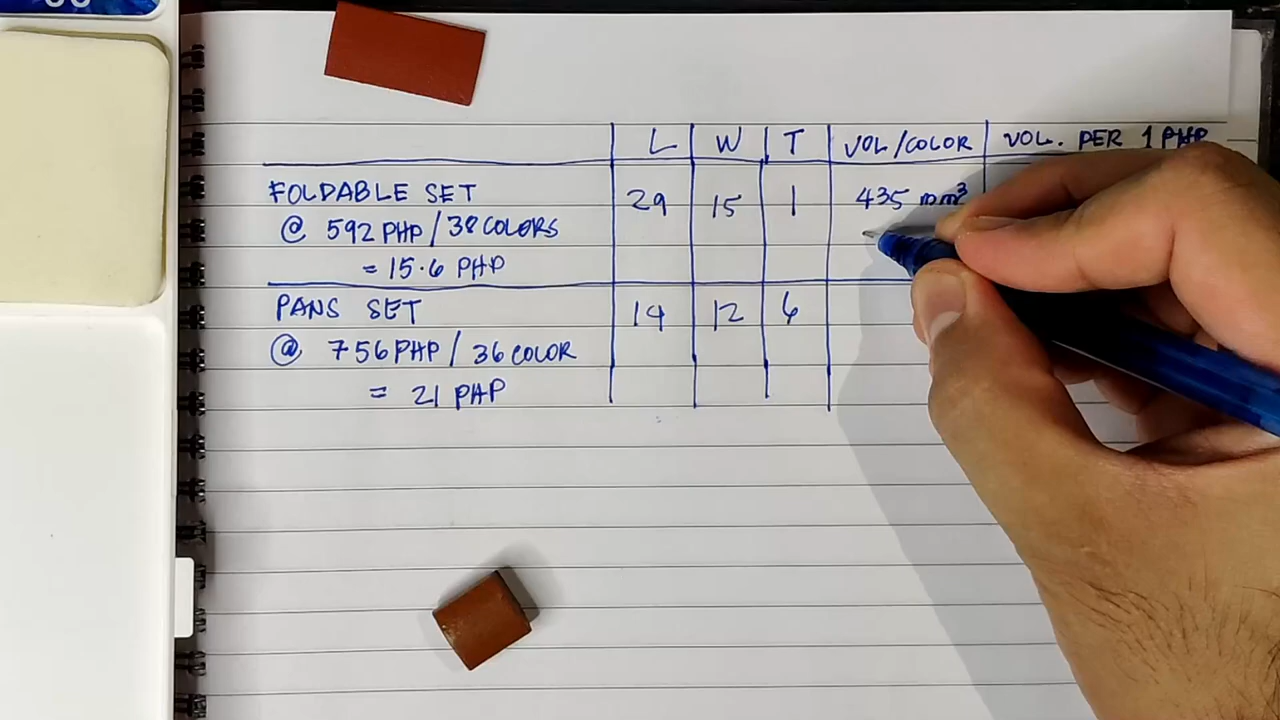 L W T VOL/COLOR VOL. PER 1 PHP
FOLDABLE SET 29 15 1 435 mm³
@ 592 PHP/38 COLORS
= 15.6 PHP
PANS SET 14 12 6
@ 756 PHP/ 36 COLOR
= 21 PHP